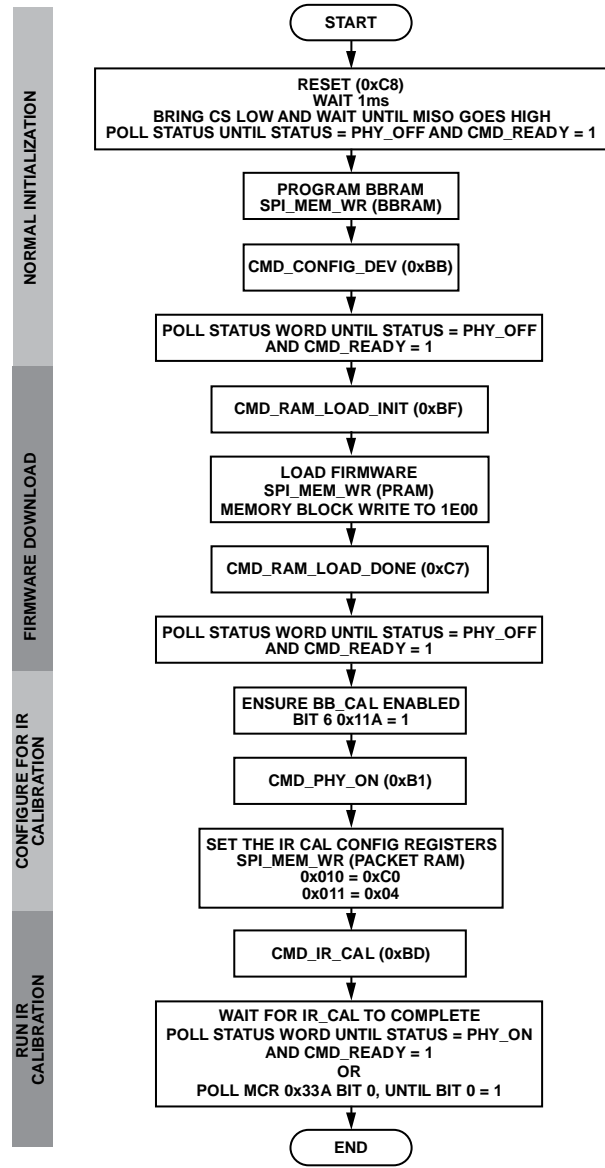 START
NORMAL INITIALIZATION
RESET (0xC8)
WAIT 1ms
BRING CS LOW AND WAIT UNTIL MISO GOES HIGH
POLL STATUS UNTIL STATUS = PHY_OFF AND CMD_READY = 1
PROGRAM BBRAM
SPI_MEM_WR (BBRAM)
CMD_CONFIG_DEV (0xBB)
POLL STATUS WORD UNTIL STATUS = PHY_OFF
AND CMD_READY = 1
FIRMWARE DOWNLOAD
CMD_RAM_LOAD_INIT (0xBF)
LOAD FIRMWARE
SPI_MEM_WR (PRAM)
MEMORY BLOCK WRITE TO 1E00
CMD_RAM_LOAD_DONE (0xC7)
POLL STATUS WORD UNTIL STATUS = PHY_OFF
AND CMD_READY = 1
CONFIGURE FOR IR
CALIBRATION
ENSURE BB_CAL ENABLED
BIT 6 0x11A = 1
CMD_PHY_ON (0xB1)
SET THE IR CAL CONFIG REGISTERS
SPI_MEM_WR (PACKET RAM)
0x010 = 0xC0
0x011 = 0x04
RUN IR
CALIBRATION
CMD_IR_CAL (0xBD)
WAIT FOR IR_CAL TO COMPLETE
POLL STATUS WORD UNTIL STATUS = PHY_ON
AND CMD_READY = 1
OR
POLL MCR 0x33A BIT 0, UNTIL BIT 0 = 1
END